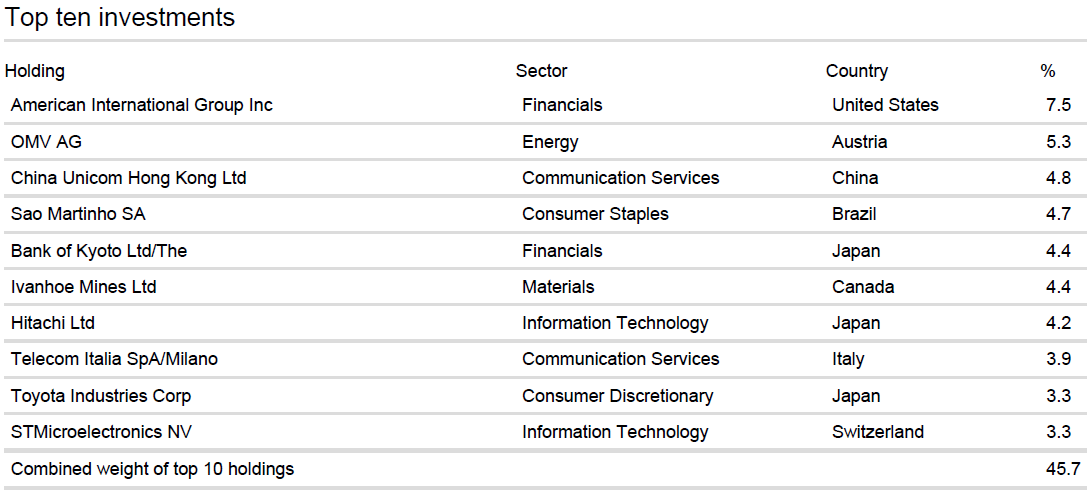 Top ten investments
Holding Sector Country %
American International Group Inc Financials United States 7.5
OMV AG Energy Austria 5.3
China Unicom Hong Kong Ltd Communication Services China 4.8
Sao Martinho SA Consumer Staples Brazil 4.7
Bank of Kyoto Ltd/The Financials Japan 4.4
Ivanhoe Mines Ltd Materials Canada 4.4
Hitachi Ltd Information Technology Japan 4.2
Telecom Italia SpA/Milano Communication Services Italy 3.9
Toyota Industries Corp Consumer Discretionary Japan 3.3
STMicroelectronics NV Information Technology Switzerland 3.3
Combined weight of top 10 holdings 45.7